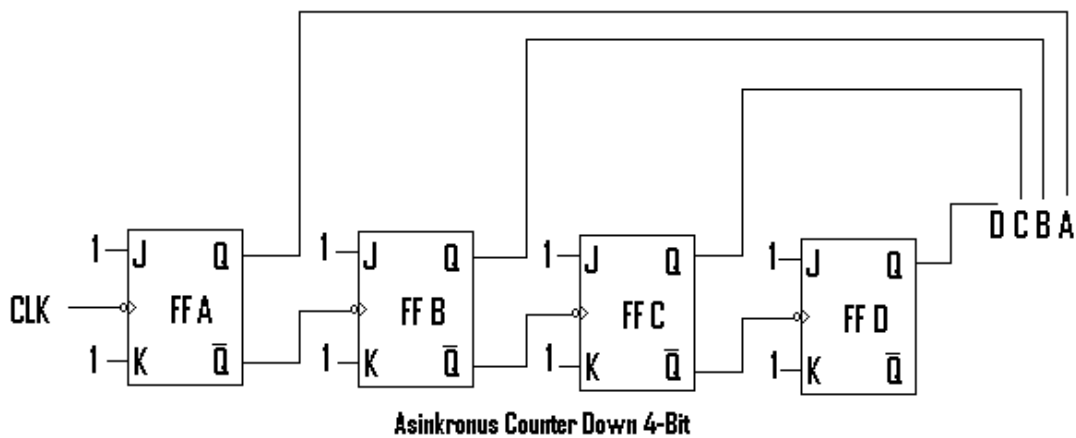 D C B A
1 J Q
1 J Q
1 J Q
1 J Q
CLK FF A
FF B
FF C
FF D
1 K Q̅
1 K Q̅
1 K Q̅
1 K Q̅
Asinkronus Counter Down 4-Bit